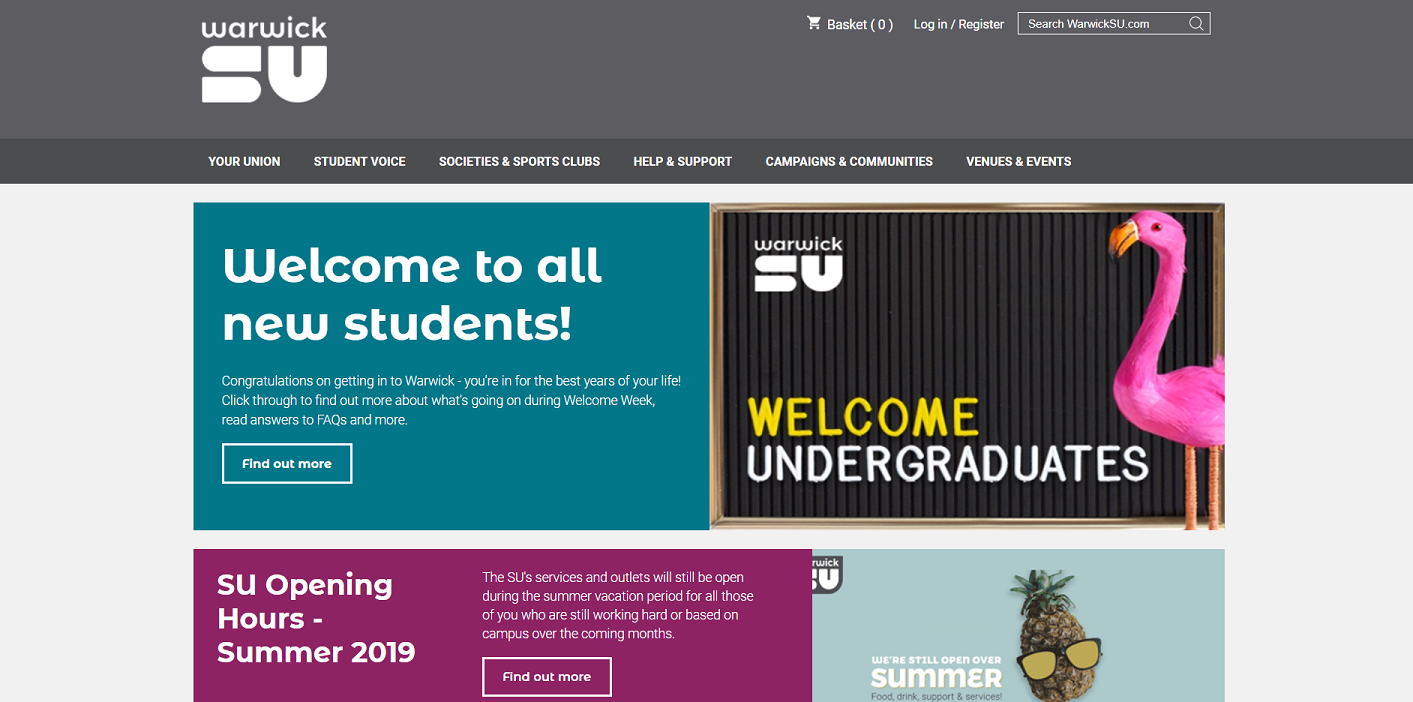 warwick
SU
Basket ( 0 )
Log in / Register
Search WarwickSU.com
YOUR UNION
STUDENT VOICE
SOCIETIES & SPORTS CLUBS
HELP & SUPPORT
CAMPAIGNS & COMMUNITIES
VENUES & EVENTS
Welcome to all
new students!
Congratulations on getting in to Warwick - you're in for the best years of your life!
Click through to find out more about what's going on during Welcome Week,
read answers to FAQs and more.
Find out more
warwick
SU
WELCOME
UNDERGRADUATES
SU Opening
Hours -
Summer 2019
The SU's services and outlets will still be open
during the summer vacation period for all those
of you who are still working hard or based on
campus over the coming months.
Find out more
rwick
SU
WE'RE STILL OPEN OVER
SUMMER
Food, drink, support & services!